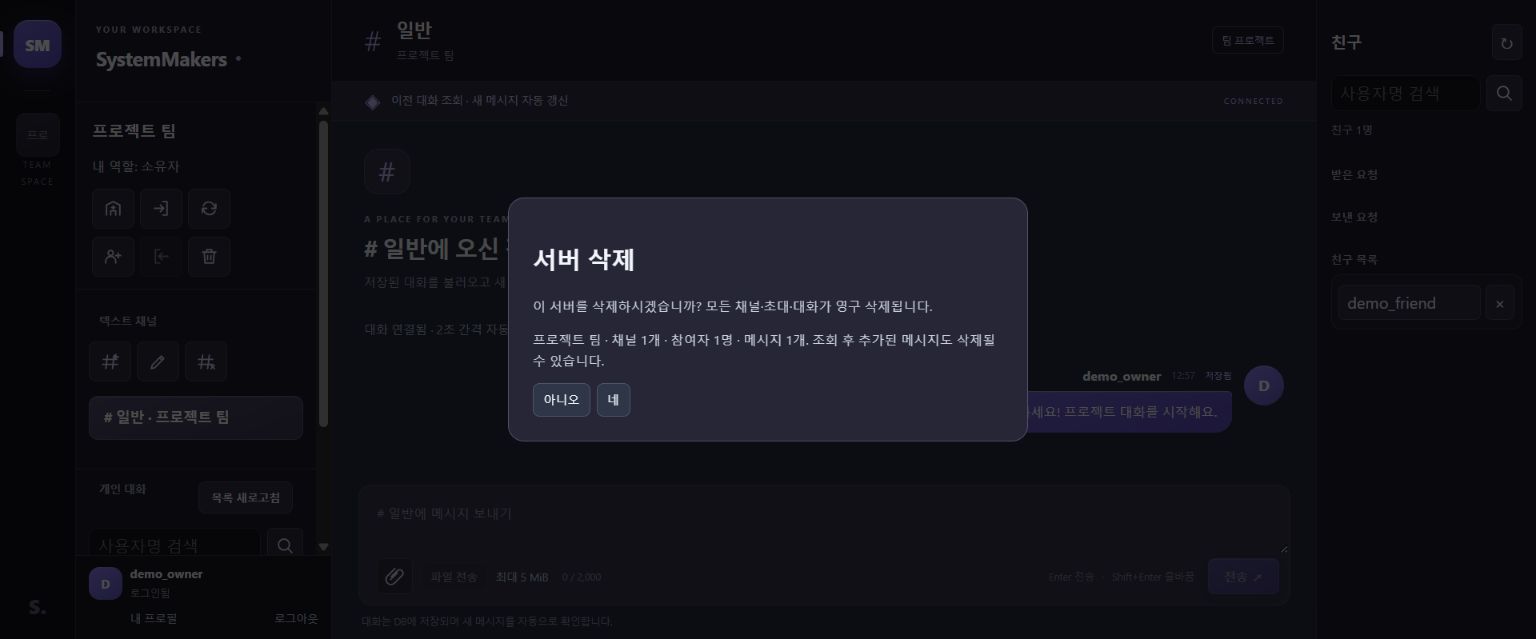 SM
프로
TEAM
SPACE
S.
YOUR WORKSPACE
SystemMakers
프로젝트 팀
내 역할: 소유자
텍스트 채널
# 일반 · 프로젝트 팀
개인 대화
목록 새로고침
사용자명 검색
D
demo_owner
로그인됨
내 프로필
로그아웃
# 일반
프로젝트 팀
팀 프로젝트
이전 대화 조회 · 새 메시지 자동 갱신
CONNECTED
#
A PLACE FOR YOUR TEAM
# 일반에 오신
저장된 대화를 불러오고 새
대화 연결됨 · 2초 간격 자동
demo_owner 12:57 저장됨
D
세요! 프로젝트 대화를 시작해요.
서버 삭제
이 서버를 삭제하시겠습니까? 모든 채널·초대·대화가 영구 삭제됩니다.
프로젝트 팀 · 채널 1개 · 참여자 1명 · 메시지 1개. 조회 후 추가된 메시지도 삭제될
수 있습니다.
아니오
네
# 일반에 메시지 보내기
파일 전송
최대 5 MiB
0 / 2,000
Enter 전송 · Shift+Enter 줄바꿈
전송 ↗
대화는 DB에 저장되며 새 메시지를 자동으로 확인합니다.
친구
↻
사용자명 검색
친구 1명
받은 요청
보낸 요청
친구 목록
demo_friend
×